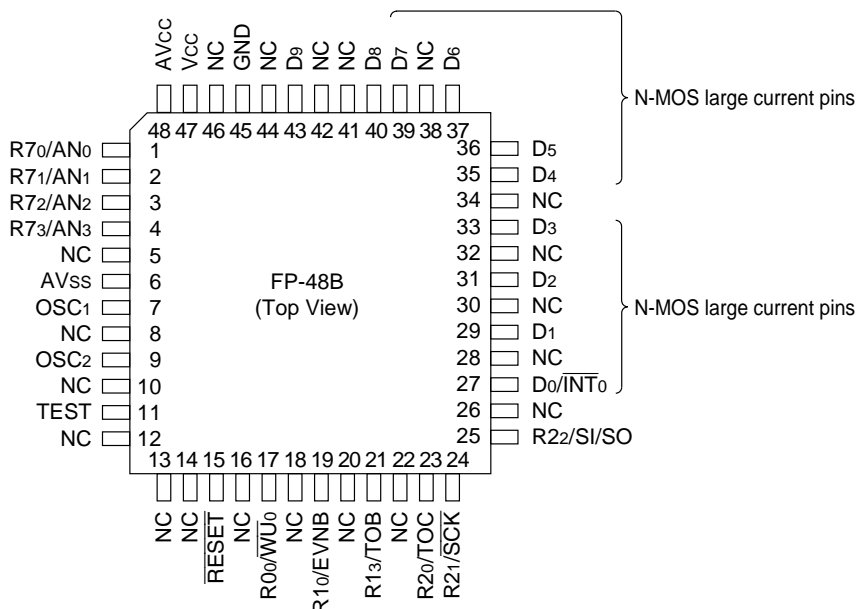 AVCC
VCC
NC
GND
NC
D9
NC
NC
D8
D7
NC
D6
N-MOS large current pins
48 47 46 45 44 43 42 41 40 39 38 37
R70/AN0 1
R71/AN1 2
R72/AN2 3
R73/AN3 4
NC 5
AVSS 6
OSC1 7
NC 8
OSC2 9
NC 10
TEST 11
NC 12
FP-48B
(Top View)
36 D5
35 D4
34 NC
33 D3
32 NC
31 D2
30 NC
29 D1
28 NC
27 D0/INT0
26 NC
25 R22/SI/SO
N-MOS large current pins
13 14 15 16 17 18 19 20 21 22 23 24
NC
NC
RESET
NC
R00/WU0
NC
R10/EVNB
NC
R13/TOB
NC
R20/TOC
R21/SCK